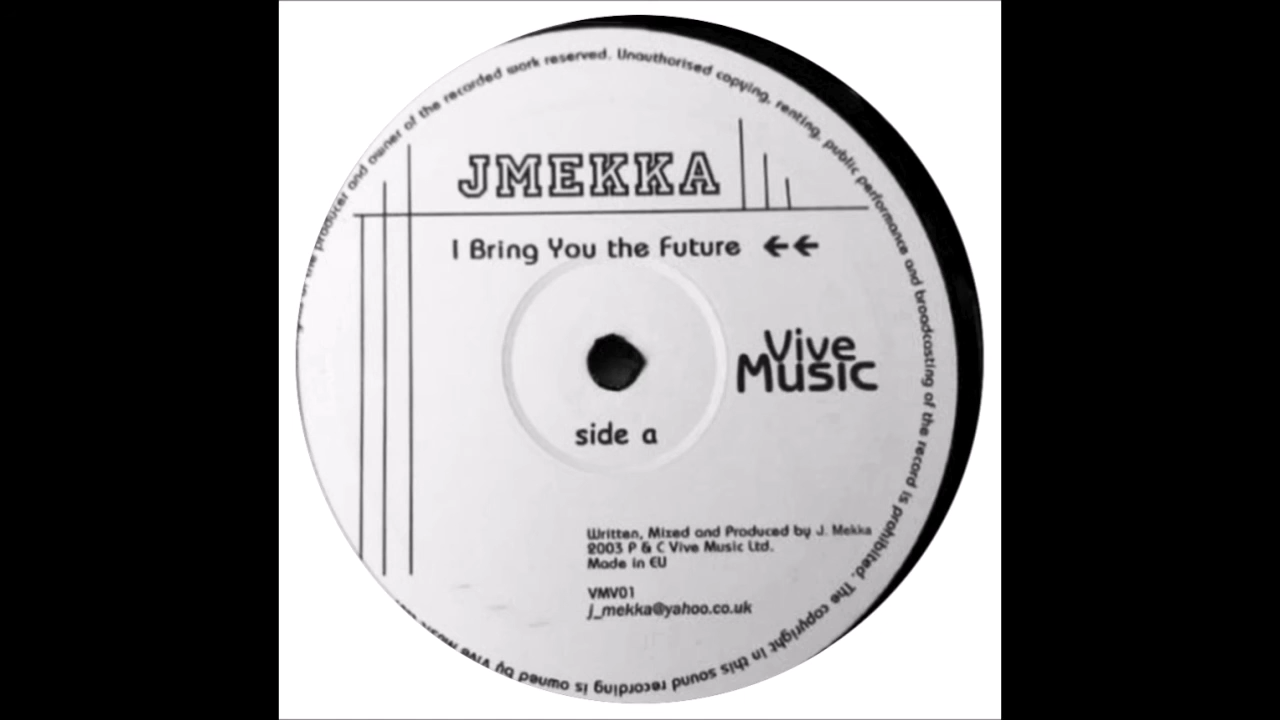 JMEKKA
I Bring You the Future ←←
Vive
Music
side a
Written, Mixed and Produced by J. Mekka
2003 P & C Vive Music Ltd.
Made in EU
VMV01
j_mekka@yahoo.co.uk
of the producer and owner of the recorded work reserved. Unauthorised copying, renting, public performance and broadcasting of the record is prohibited. The copyright in this sound recording is owned by Vive Music